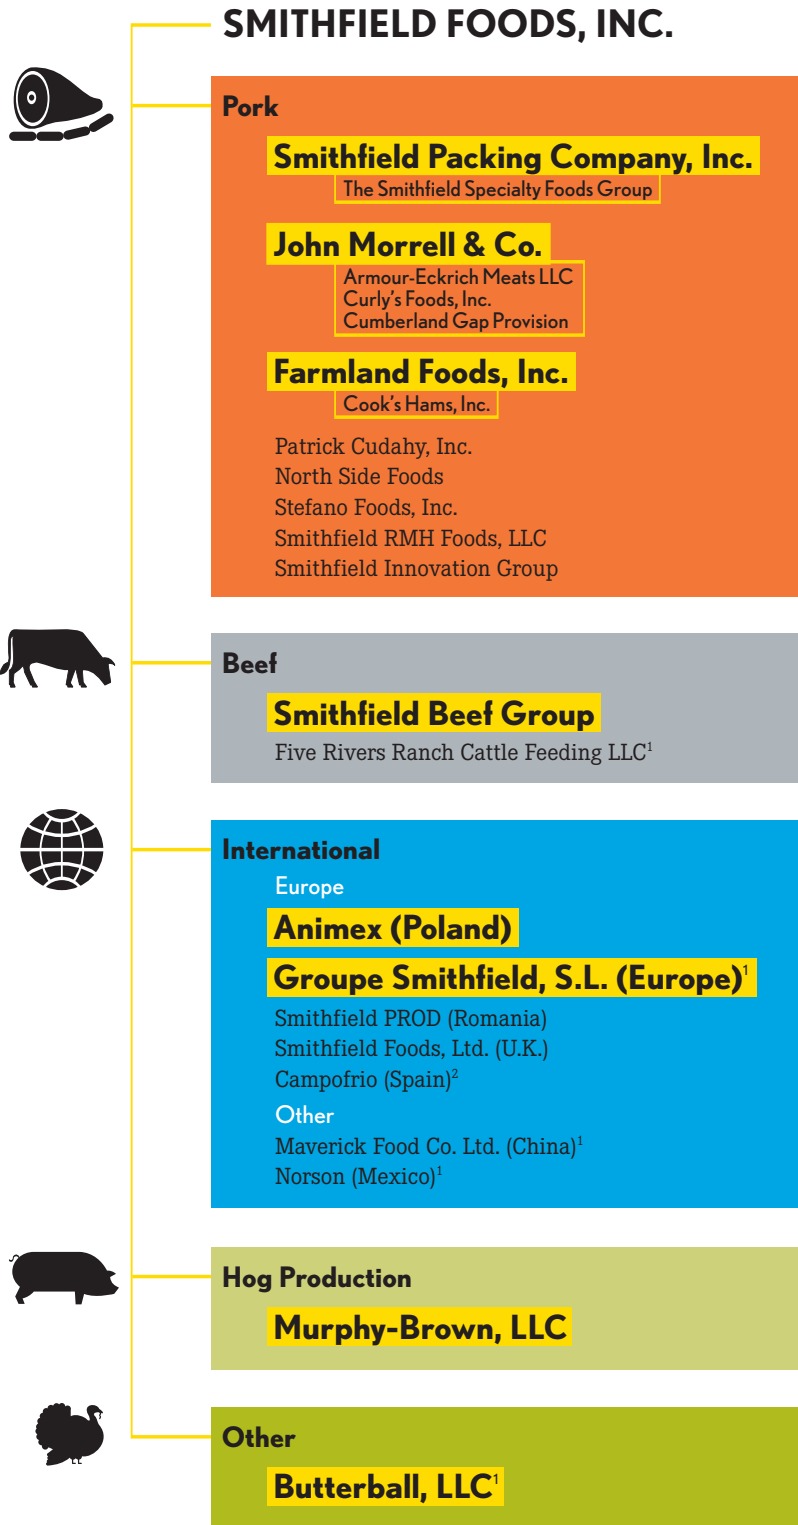 SMITHFIELD FOODS, INC.
Pork
Smithfield Packing Company, Inc.
The Smithfield Specialty Foods Group
John Morrell & Co.
Armour-Eckrich Meats LLC
Curly's Foods, Inc.
Cumberland Gap Provision
Farmland Foods, Inc.
Cook's Hams, Inc.
Patrick Cudahy, Inc.
North Side Foods
Stefano Foods, Inc.
Smithfield RMH Foods, LLC
Smithfield Innovation Group
Beef
Smithfield Beef Group
Five Rivers Ranch Cattle Feeding LLC¹
International
Europe
Animex (Poland)
Groupe Smithfield, S.L. (Europe)¹
Smithfield PROD (Romania)
Smithfield Foods, Ltd. (U.K.)
Campofrio (Spain)²
Other
Maverick Food Co. Ltd. (China)¹
Norson (Mexico)¹
Hog Production
Murphy-Brown, LLC
Other
Butterball, LLC¹